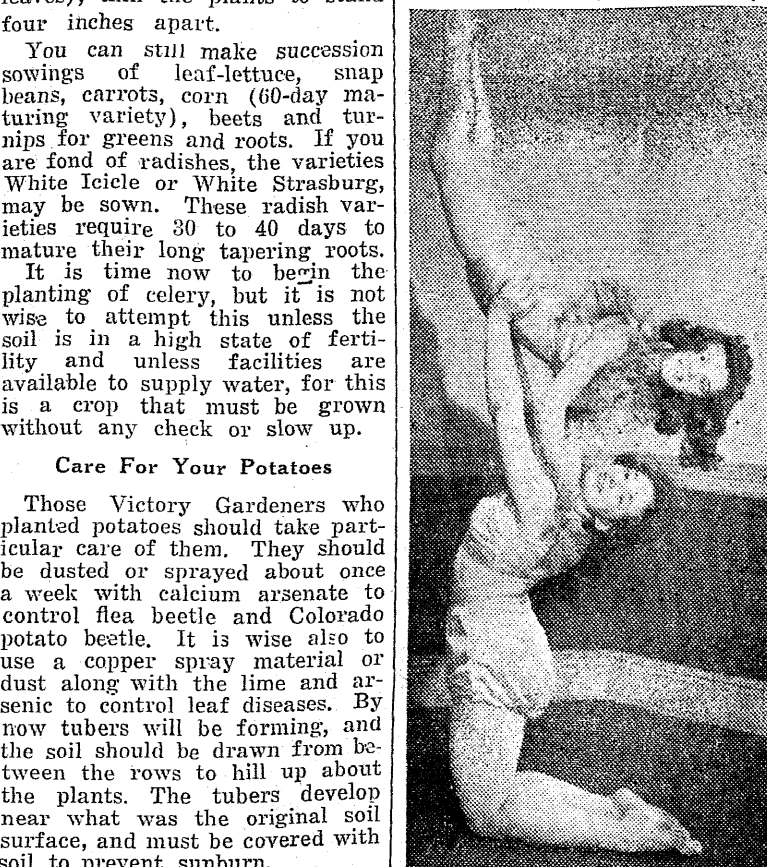 leaves), thin the plants to stand
four inches apart.
You can still make succession
sowings of leaf-lettuce, snap
beans, carrots, corn (60-day ma-
turing variety), beets and tur-
nips for greens and roots. If you
are fond of radishes, the varieties
White Icicle or White Strasburg,
may be sown. These radish var-
ieties require 30 to 40 days to
mature their long tapering roots.
It is time now to begin the
planting of celery, but it is not
wise to attempt this unless the
soil is in a high state of ferti-
lity and unless facilities are
available to supply water, for this
is a crop that must be grown
without any check or slow up.
Care For Your Potatoes
Those Victory Gardeners who
planted potatoes should take part-
icular care of them. They should
be dusted or sprayed about once
a week with calcium arsenate to
control flea beetle and Colorado
potato beetle. It is wise also to
use a copper spray material or
dust along with the lime and ar-
senic to control leaf diseases. By
now tubers will be forming, and
the soil should be drawn from be-
tween the rows to hill up about
the plants. The tubers develop
near what was the original soil
surface, and must be covered with
soil to prevent sunburn.